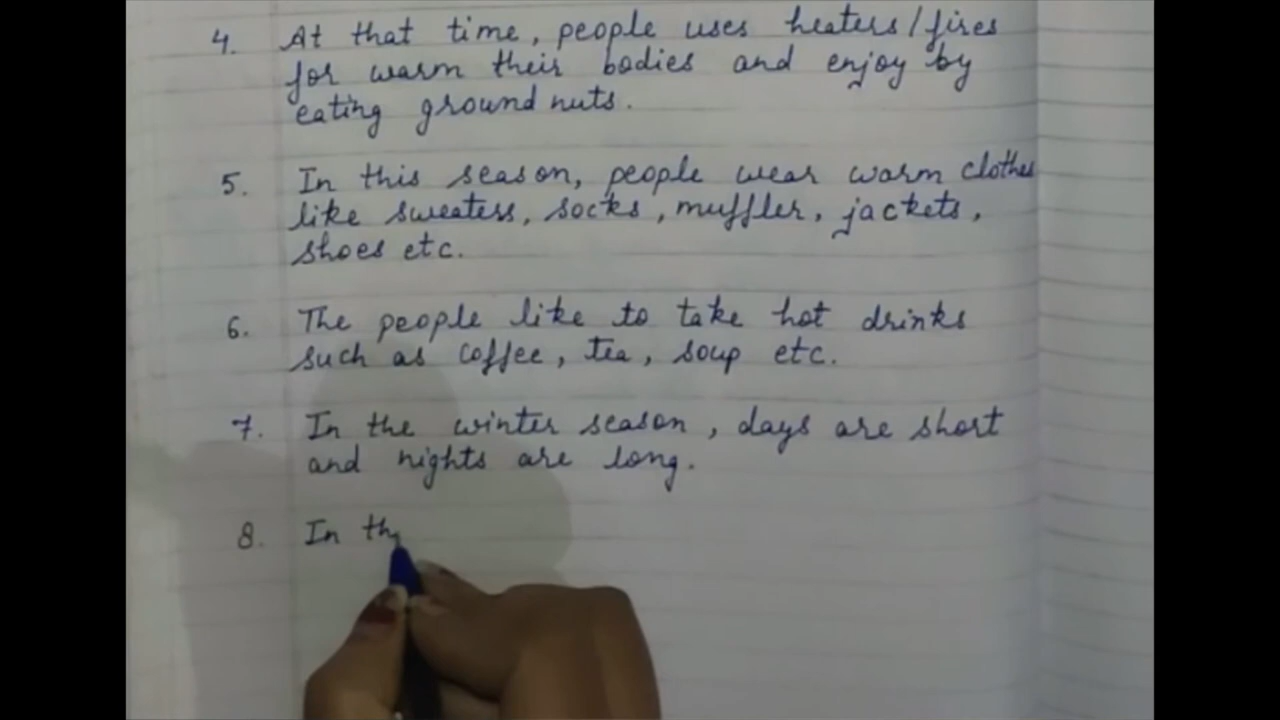 4. At that time, people uses heaters/fires
for warm their bodies and enjoy by
eating ground nuts.
5. In this season, people wear warm clothes
like sweaters, socks, muffler, jackets,
shoes etc.
6. The people like to take hot drinks
such as coffee, tea, soup etc.
7. In the winter season, days are short
and nights are long.
8. In th